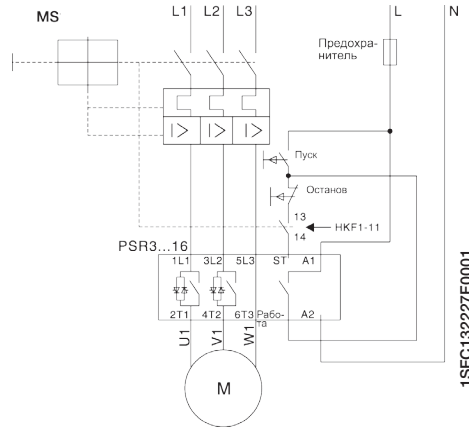 MS
L1 L2 L3
L
N
Предохра-
нитель
I> I> I>
Пуск
Останов
13
14
HKF1-11
PSR3...16
1L1 3L2 5L3 ST A1
2T1 4T2 6T3 Рабо-
та
A2
U1
V1
W1
M
1SFC132227F0001